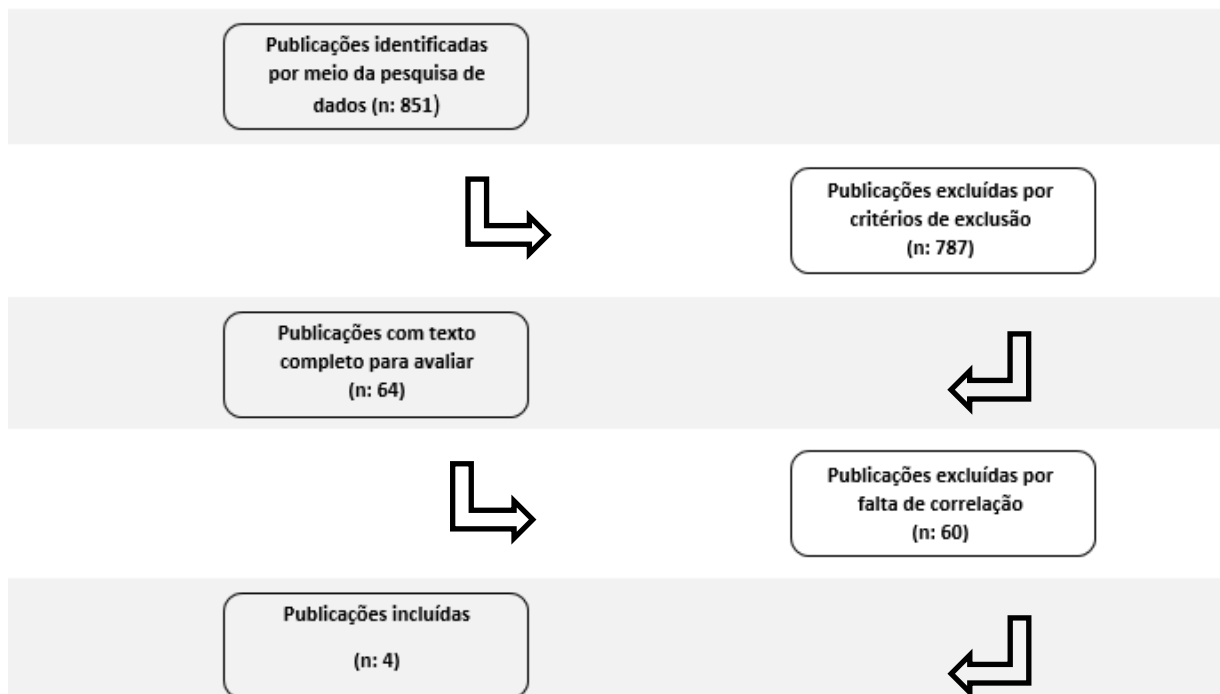 Publicações identificadas
por meio da pesquisa de
dados (n: 851)
Publicações excluídas por
critérios de exclusão
(n: 787)
Publicações com texto
completo para avaliar
(n: 64)
Publicações excluídas por
falta de correlação
(n: 60)
Publicações incluídas
(n: 4)